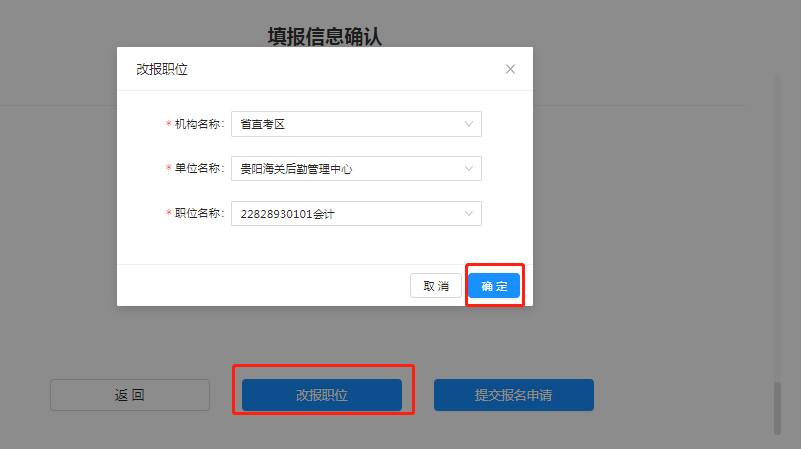 填报信息确认
改报职位
* 机构名称: 省直考区
* 单位名称: 贵阳海关后勤管理中心
* 职位名称: 22828930101会计
取 消 确 定
返 回 改报职位 提交报名申请